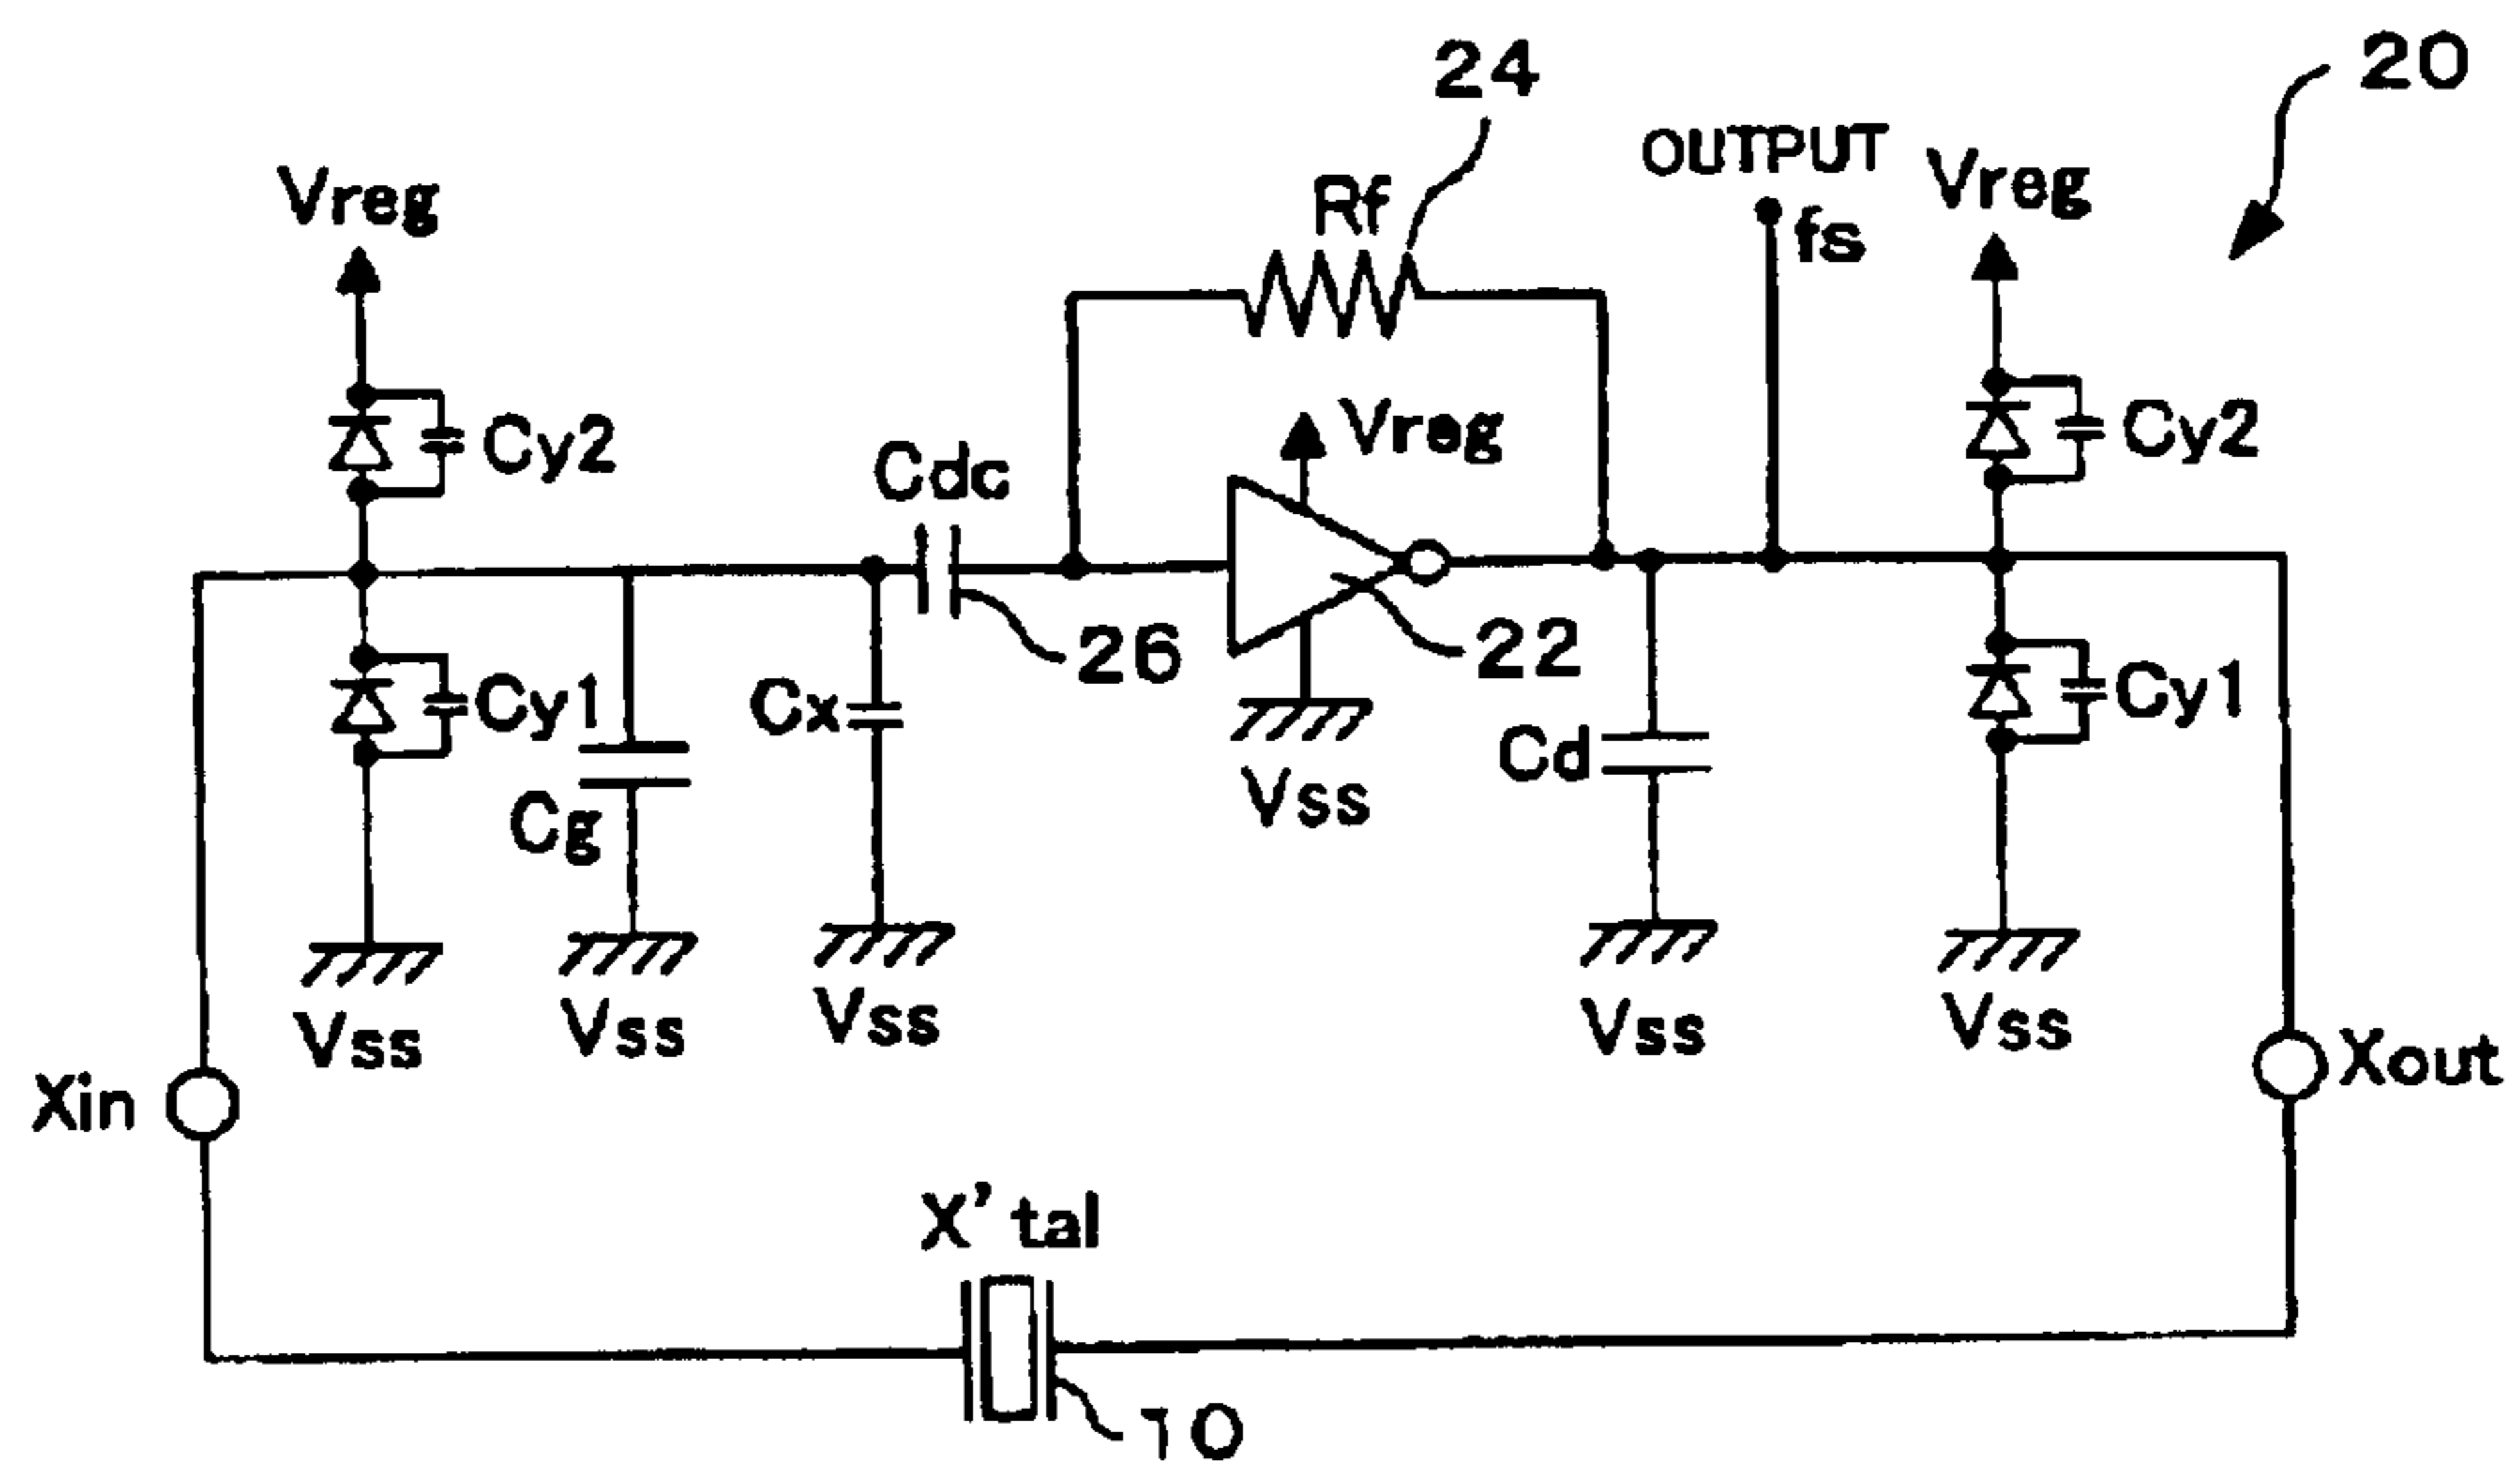 24
20
OUTPUT
Vreg
Vreg
Rf
fs
Vreg
Cy2
Cy2
Cdc
26
22
Cy1
Cx
Cy1
Cd
Cg
Vss
Vss
Vss
Vss
Vss
Vss
Xin
Xout
X'tal
10